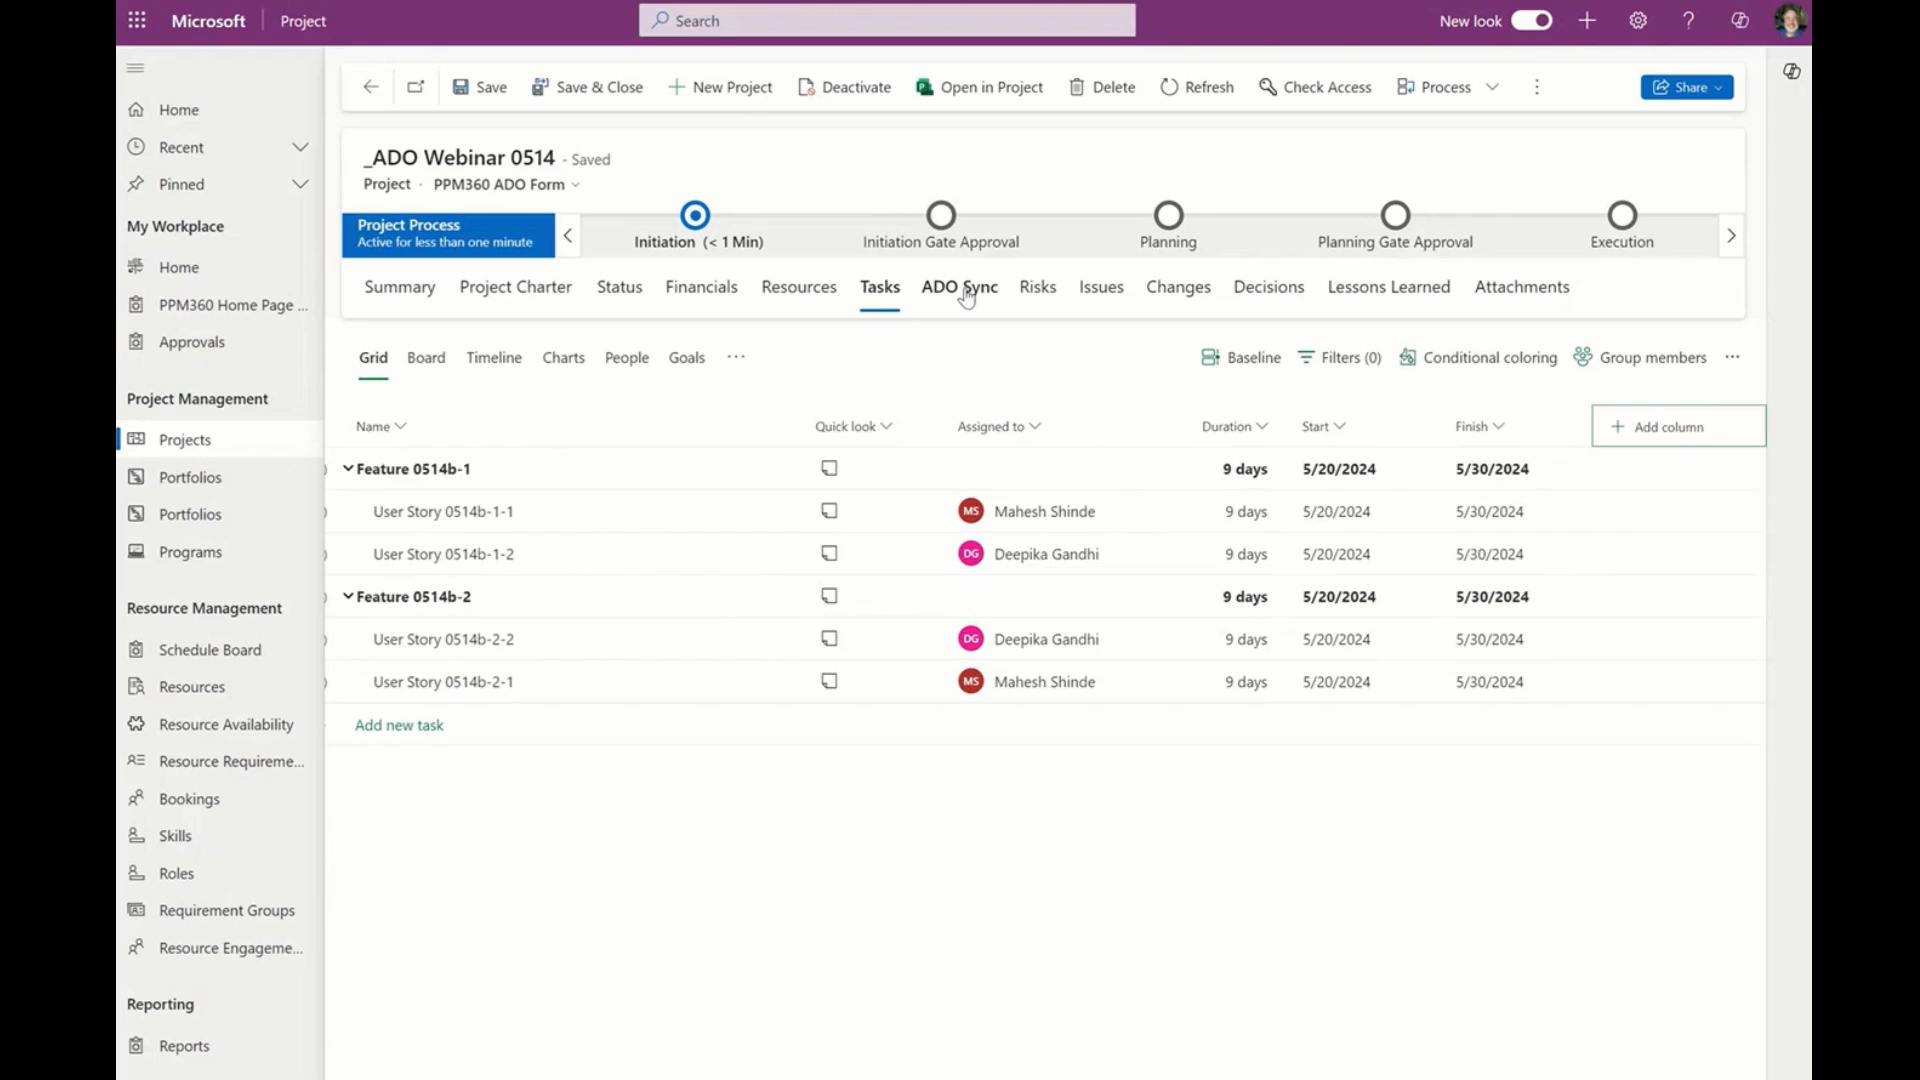 Microsoft Project Search New look
Save Save & Close New Project Deactivate Open in Project Delete Refresh Check Access Process Share
Home
Recent
Pinned
My Workplace
Home
PPM360 Home Page ...
Approvals
Project Management
Projects
Portfolios
Portfolios
Programs
Resource Management
Schedule Board
Resources
Resource Availability
Resource Requireme...
Bookings
Skills
Roles
Requirement Groups
Resource Engageme...
Reporting
Reports
_ADO Webinar 0514 - Saved
Project · PPM360 ADO Form
Project Process
Active for less than one minute
Initiation (< 1 Min) Initiation Gate Approval Planning Planning Gate Approval Execution
Summary Project Charter Status Financials Resources Tasks ADO Sync Risks Issues Changes Decisions Lessons Learned Attachments
Grid Board Timeline Charts People Goals ··· Baseline Filters (0) Conditional coloring Group members ···
Name Quick look Assigned to Duration Start Finish + Add column
Feature 0514b-1 9 days 5/20/2024 5/30/2024
User Story 0514b-1-1 MS Mahesh Shinde 9 days 5/20/2024 5/30/2024
User Story 0514b-1-2 DG Deepika Gandhi 9 days 5/20/2024 5/30/2024
Feature 0514b-2 9 days 5/20/2024 5/30/2024
User Story 0514b-2-2 DG Deepika Gandhi 9 days 5/20/2024 5/30/2024
User Story 0514b-2-1 MS Mahesh Shinde 9 days 5/20/2024 5/30/2024
Add new task